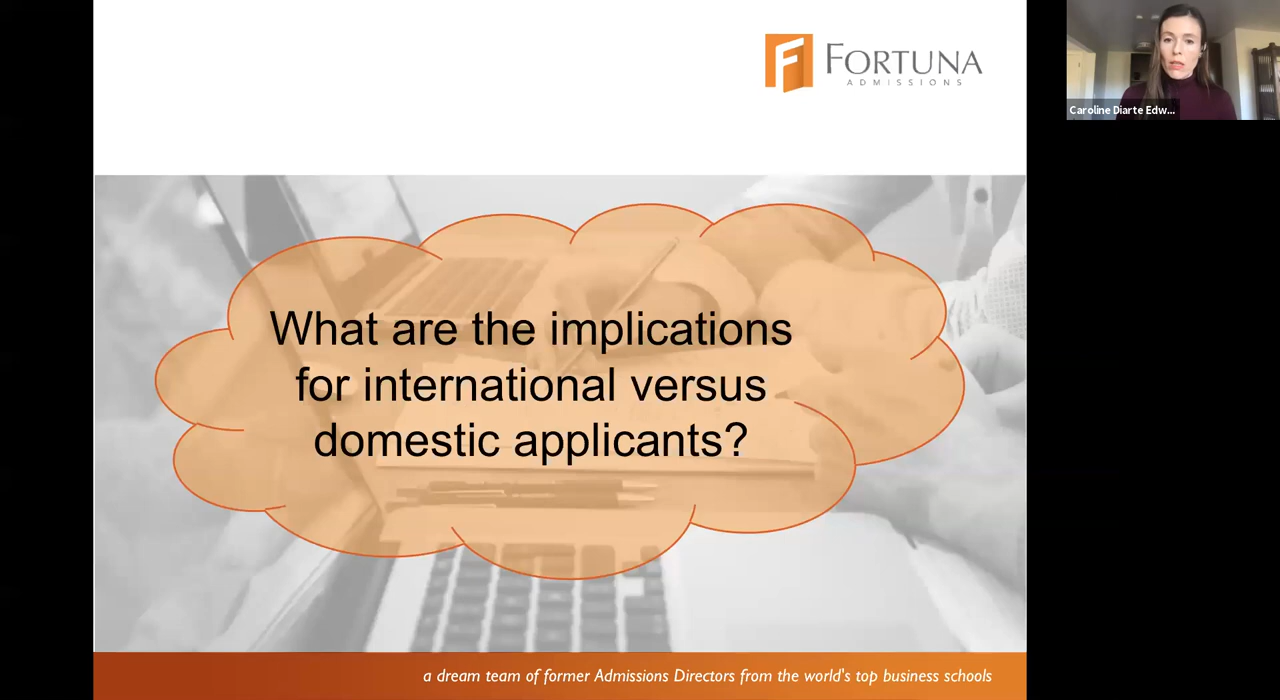 FORTUNA
ADMISSIONS
Caroline Diarte Edw...
What are the implications
for international versus
domestic applicants?
a dream team of former Admissions Directors from the world's top business schools